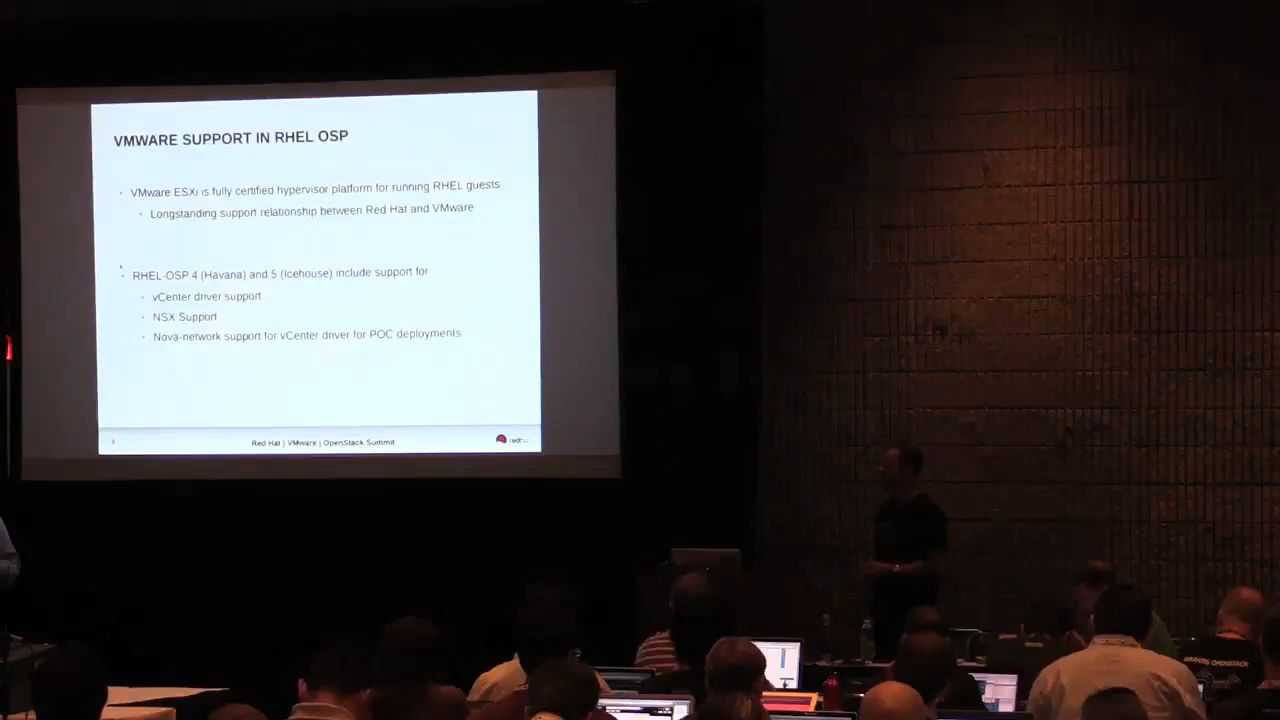 VMWARE SUPPORT IN RHEL OSP
VMware ESXi is fully certified hypervisor platform for running RHEL guests
Longstanding support relationship between Red Hat and VMware
RHEL-OSP 4 (Havana) and 5 (Icehouse) include support for
vCenter driver support
NSX Support
Nova-network support for vCenter driver for POC deployments
Red Hat | VMware | OpenStack Summit
redhat
OPENSTACK